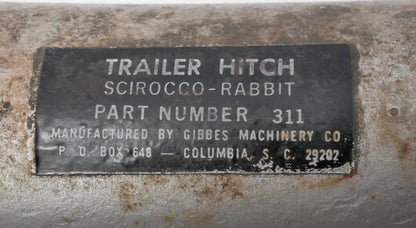 TRAILER HITCH
SCIROCCO-RABBIT
PART NUMBER 311
MANUFACTURED BY GIBBES MACHINERY CO
P. O. BOX 648 — COLUMBIA, S. C. 29202